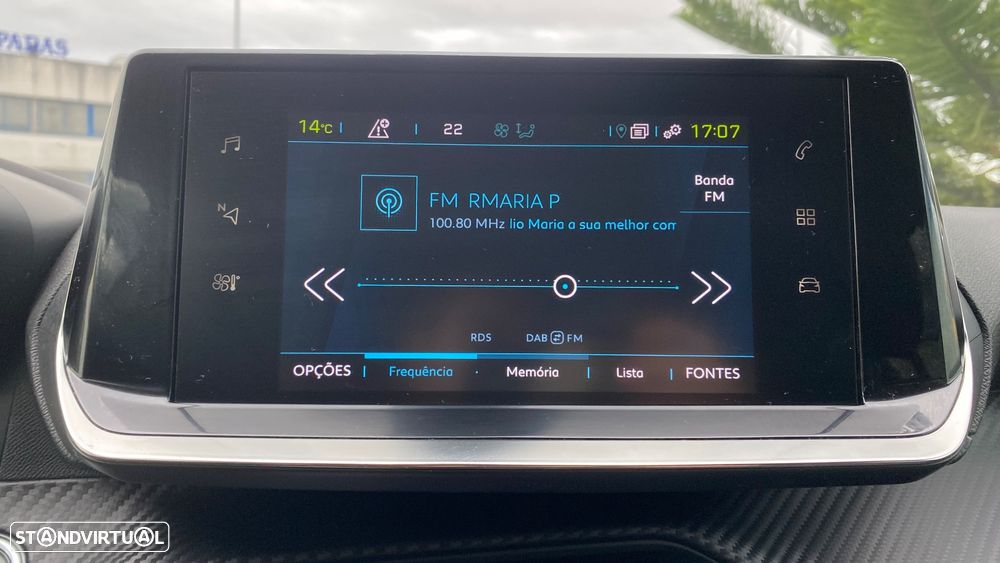 PADAS
14°C
22
17:07
N
Banda
FM
FM RMARIA P
100.80 MHz lio Maria a sua melhor com
RDS
DAB FM
OPÇÕES Frequência Memória Lista FONTES
STANDVIRTUAL